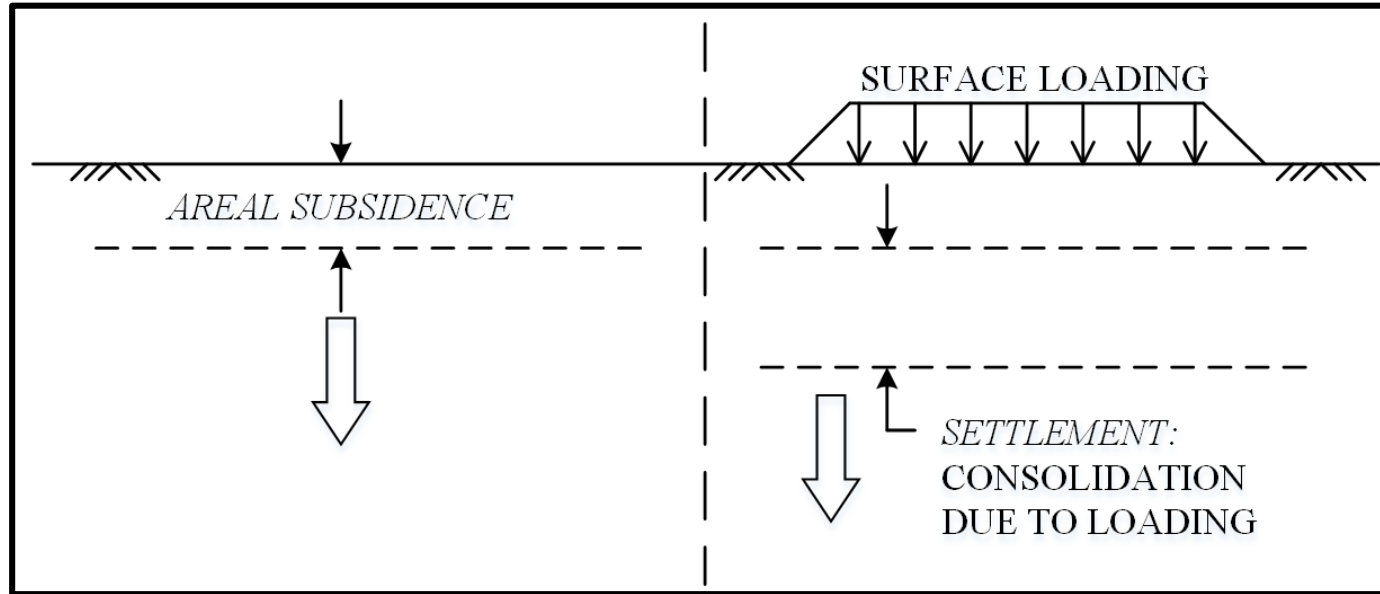 SURFACE LOADING
AREAL SUBSIDENCE
SETTLEMENT:
CONSOLIDATION
DUE TO LOADING